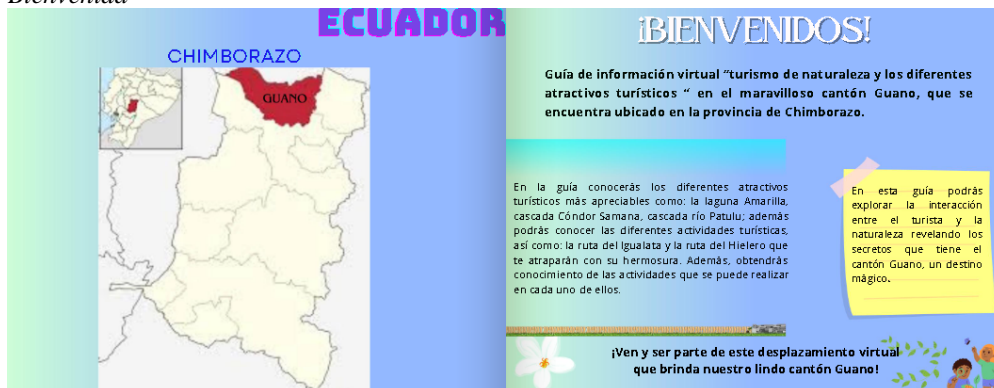 Bienvenida
ECUADOR
CHIMBORAZO
GUANO
¡BIENVENIDOS!
Guía de información virtual “turismo de naturaleza y los diferentes
atractivos turísticos “ en el maravilloso cantón Guano, que se
encuentra ubicado en la provincia de Chimborazo.
En la guía conocerás los diferentes atractivos
turísticos más apreciables como: la laguna Amarilla,
cascada Cóndor Samana, cascada río Patulu; además
podrás conocer las diferentes actividades turísticas,
así como: la ruta del Igualata y la ruta del Hielero que
te atraparán con su hermosura. Además, obtendrás
conocimiento de las actividades que se puede realizar
en cada uno de ellos.
En esta guía podrás
explorar la interacción
entre el turista y la
naturaleza revelando los
secretos que tiene el
cantón Guano, un destino
mágico.
¡Ven y ser parte de este desplazamiento virtual
que brinda nuestro lindo cantón Guano!